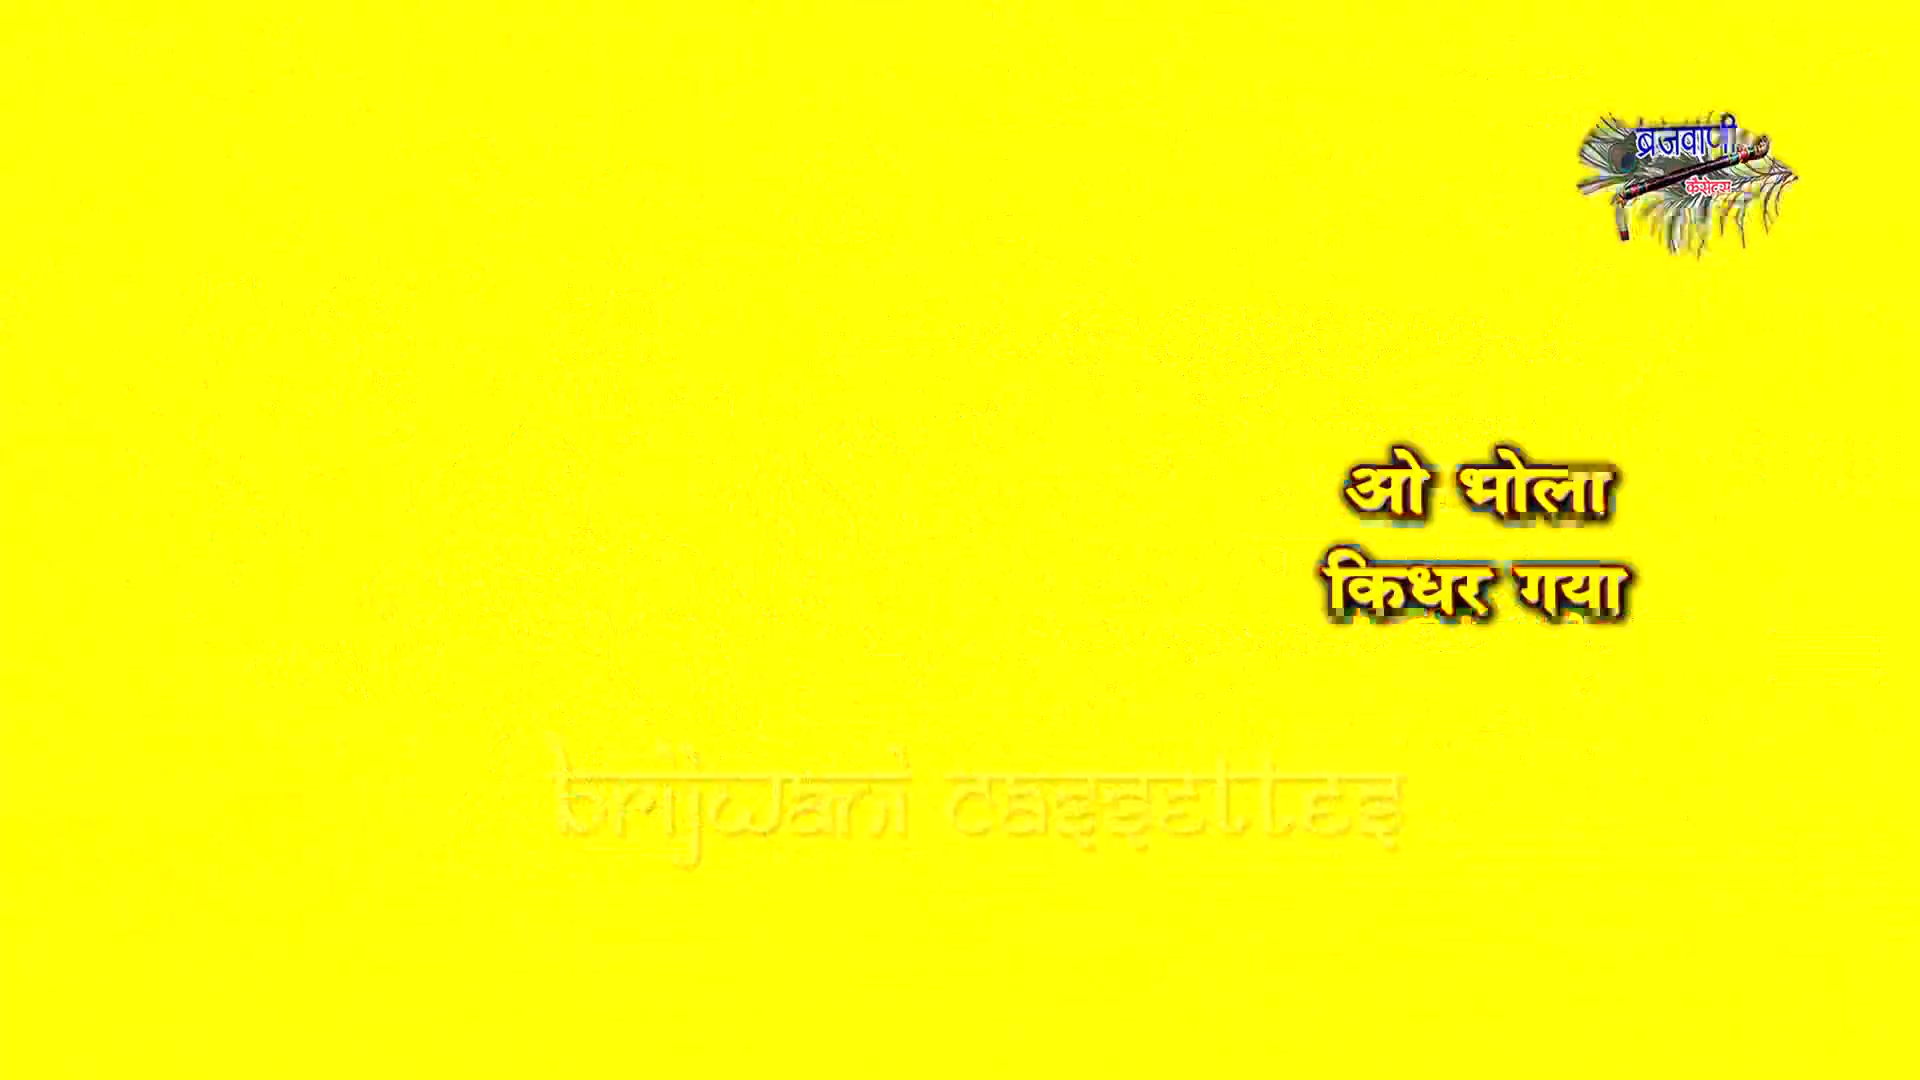 ब्रजवाणी
कैसेट्स
ओ भोला
किधर गया
brijwani cassettes